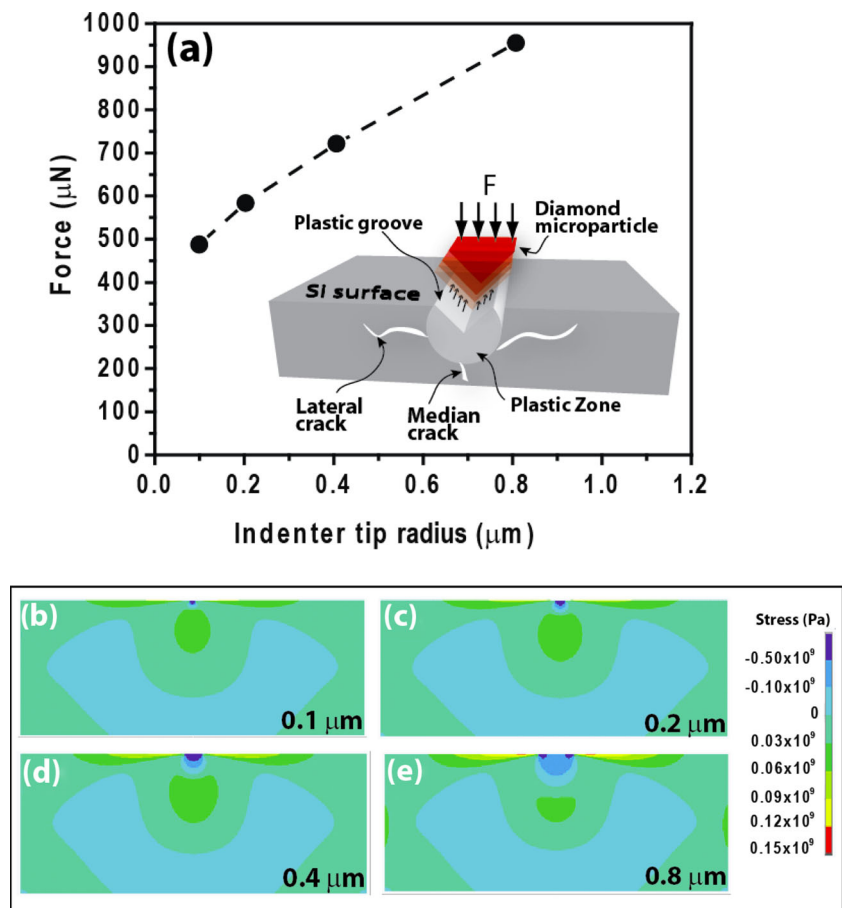 (a)
1000
900
800
700
600
500
400
300
200
100
0
Force (μN)
0.0 0.2 0.4 0.6 0.8 1.0 1.2
Indenter tip radius (μm)
F
Plastic groove
Diamond
microparticle
Si surface
Lateral
crack
Median
crack
Plastic Zone
(b)
0.1 μm
(c)
0.2 μm
(d)
0.4 μm
(e)
0.8 μm
Stress (Pa)
-0.50x10⁹
-0.10x10⁹
0
0.03x10⁹
0.06x10⁹
0.09x10⁹
0.12x10⁹
0.15x10⁹